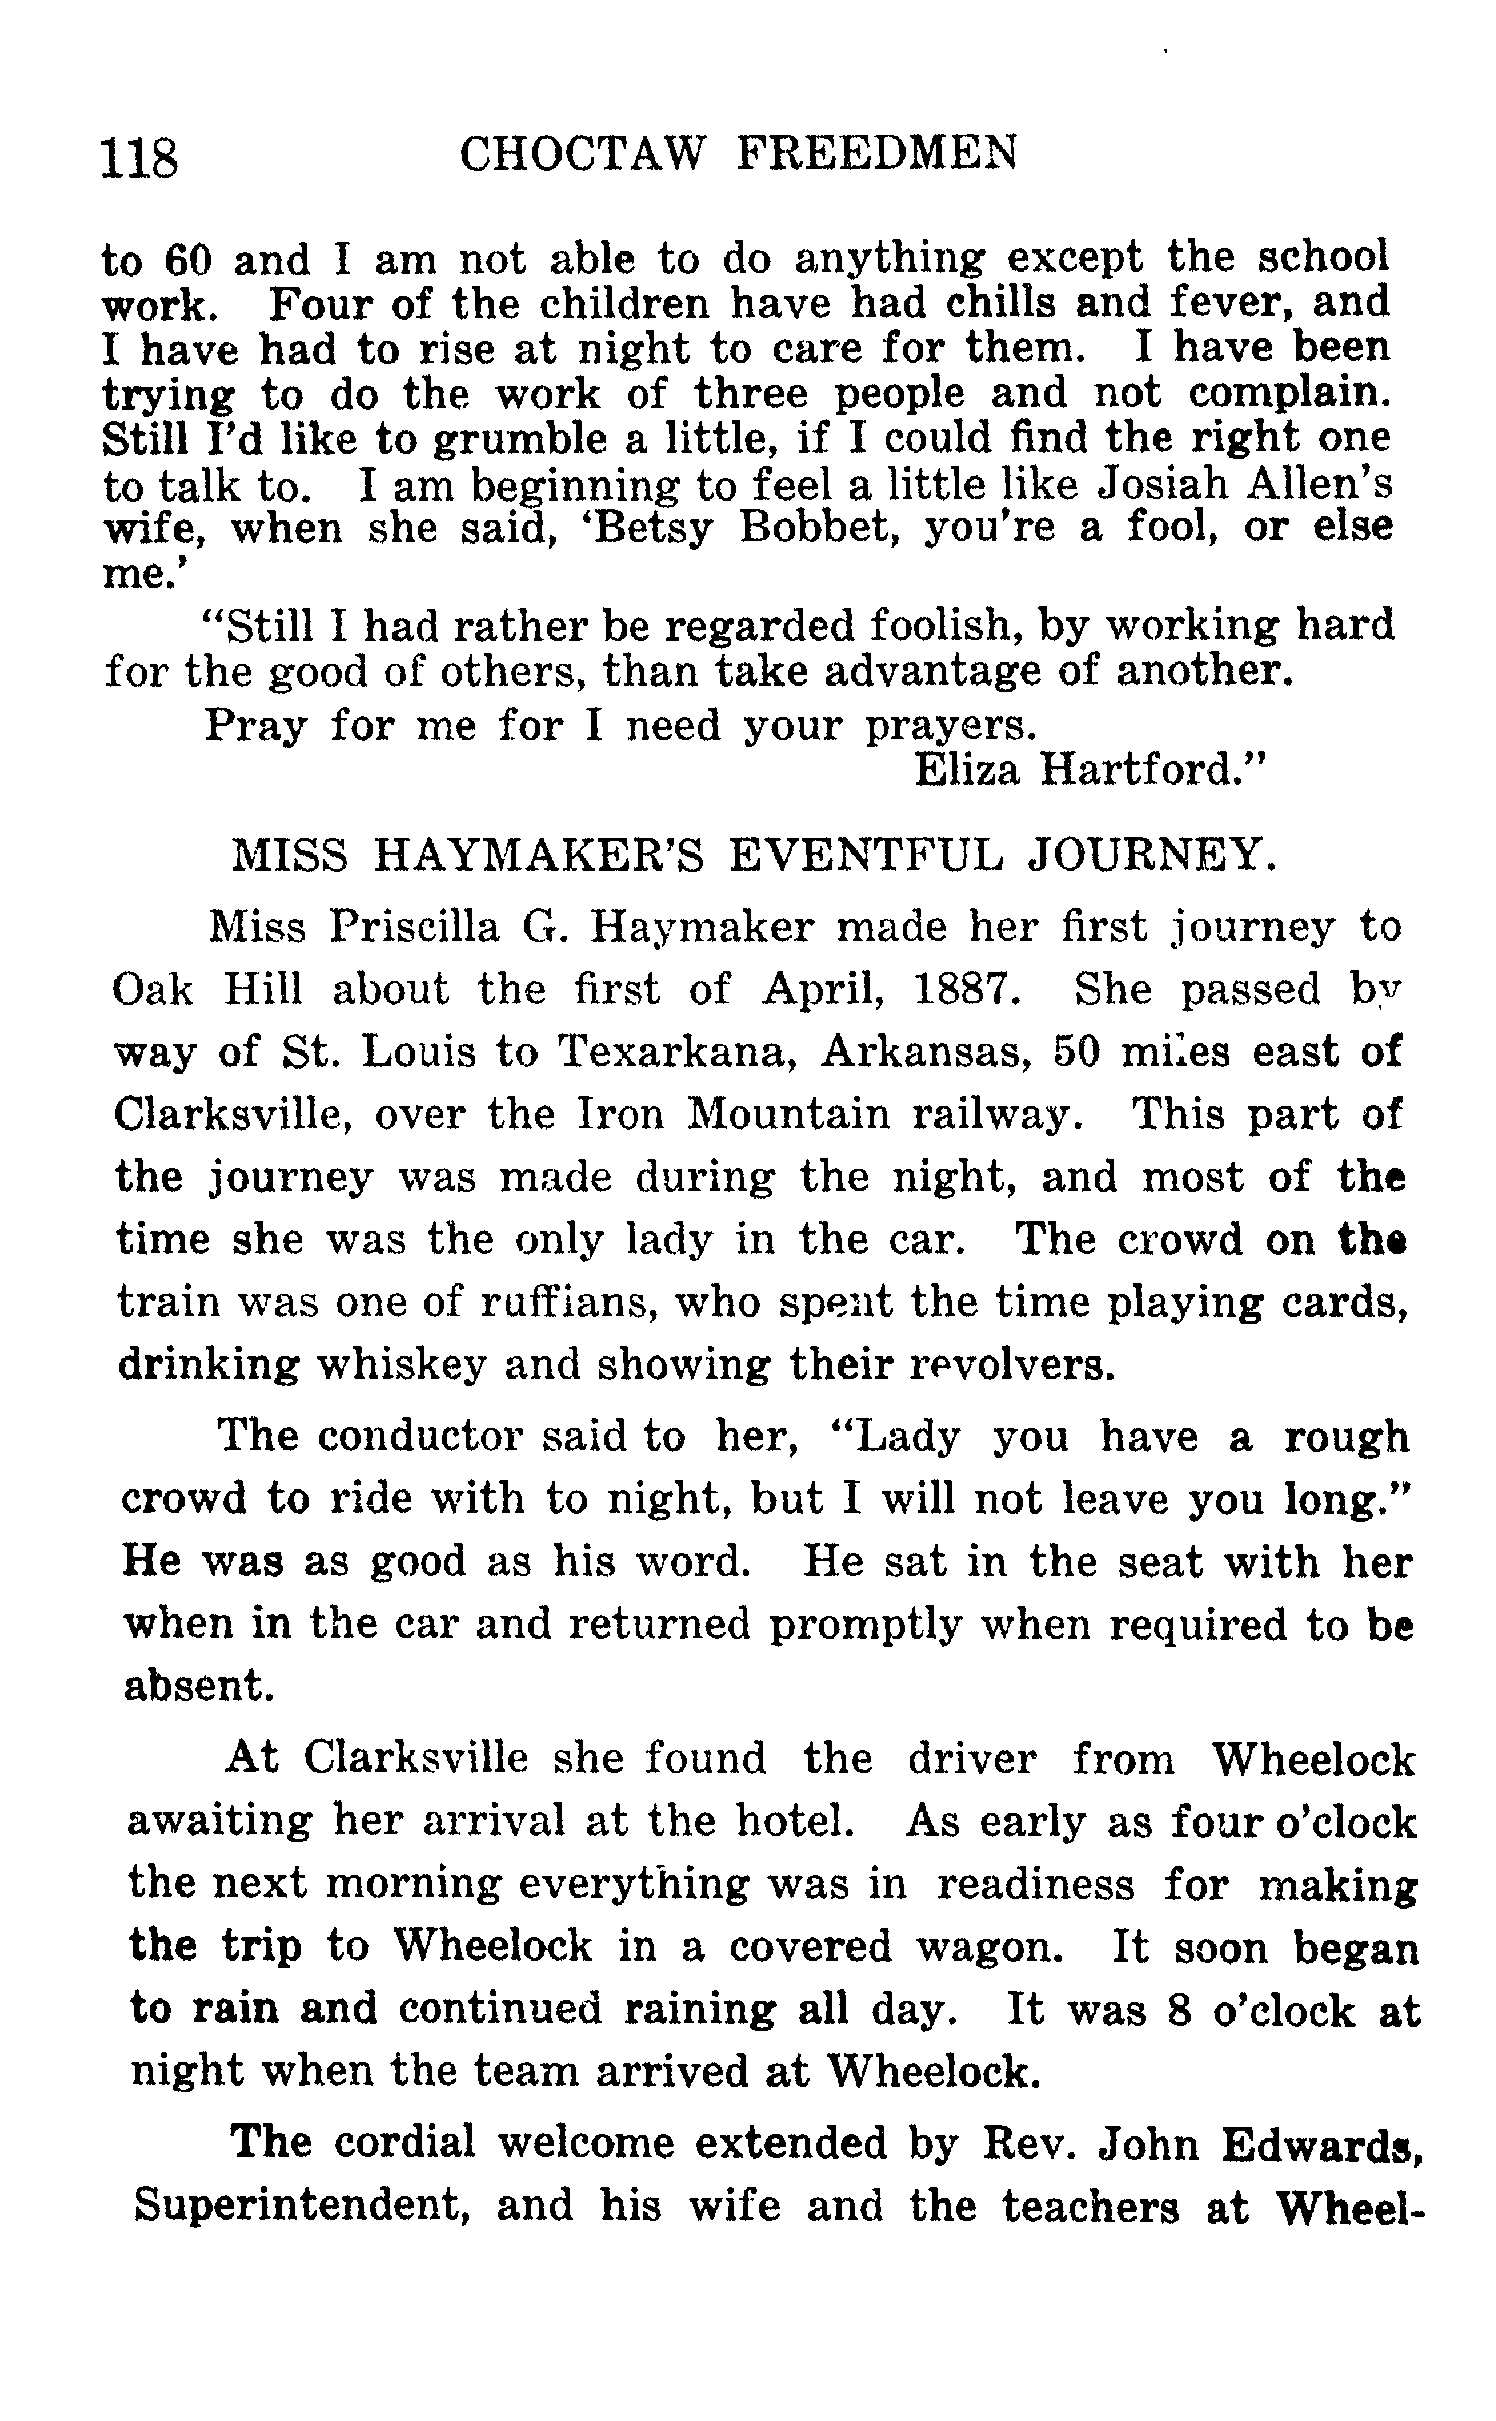 118 CHOCTAW FREEDMEN
to 60 and I am not able to do anything except the school
work. Four of the children have had chills and fever, and
I have had to rise at night to care for them. I have been
trying to do the work of three people and not complain.
Still I'd like to grumble a little, if I could find the right one
to talk to. I am beginning to feel a little like Josiah Allen's
wife, when she said, 'Betsy Bobbet, you're a fool, or else
me.'
"Still I had rather be regarded foolish, by working hard
for the good of others, than take advantage of another.
Pray for me for I need your prayers.
Eliza Hartford."
MISS HAYMAKER'S EVENTFUL JOURNEY.
Miss Priscilla G. Haymaker made her first journey to
Oak Hill about the first of April, 1887. She passed by
way of St. Louis to Texarkana, Arkansas, 50 miles east of
Clarksville, over the Iron Mountain railway. This part of
the journey was made during the night, and most of the
time she was the only lady in the car. The crowd on the
train was one of ruffians, who spent the time playing cards,
drinking whiskey and showing their revolvers.
The conductor said to her, "Lady you have a rough
crowd to ride with to night, but I will not leave you long."
He was as good as his word. He sat in the seat with her
when in the car and returned promptly when required to be
absent.
At Clarksville she found the driver from Wheelock
awaiting her arrival at the hotel. As early as four o'clock
the next morning everything was in readiness for making
the trip to Wheelock in a covered wagon. It soon began
to rain and continued raining all day. It was 8 o'clock at
night when the team arrived at Wheelock.
The cordial welcome extended by Rev. John Edwards,
Superintendent, and his wife and the teachers at Wheel-